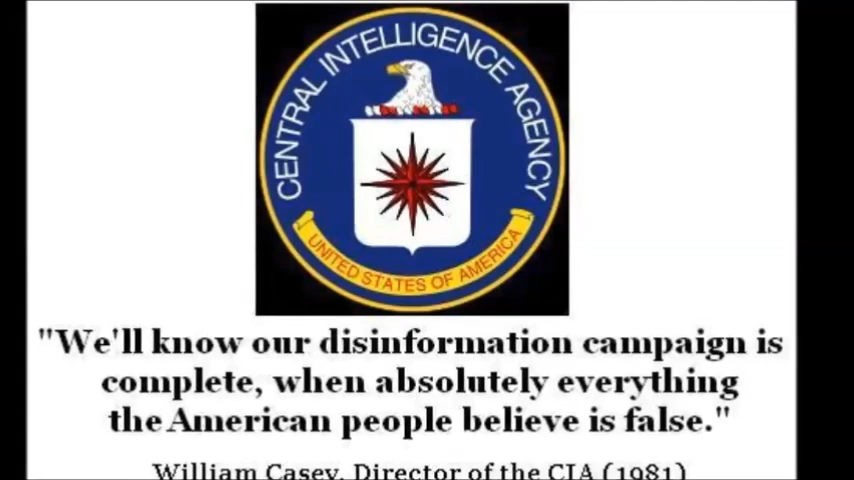 CENTRAL INTELLIGENCE AGENCY
UNITED STATES OF AMERICA
"We'll know our disinformation campaign is
complete, when absolutely everything
the American people believe is false."
William Casey, Director of the CIA (1981)